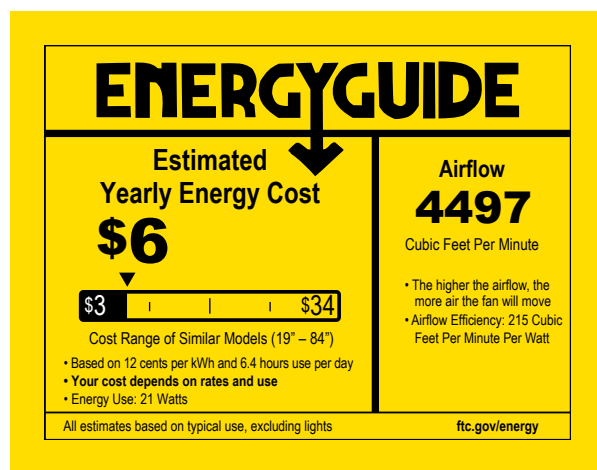 ENERGYGUIDE
Estimated
Yearly Energy Cost
$6
$3 $34
Cost Range of Similar Models (19” – 84”)
• Based on 12 cents per kWh and 6.4 hours use per day
• Your cost depends on rates and use
• Energy Use: 21 Watts
Airflow
4497
Cubic Feet Per Minute
• The higher the airflow, the
more air the fan will move
• Airflow Efficiency: 215 Cubic
Feet Per Minute Per Watt
All estimates based on typical use, excluding lights
ftc.gov/energy